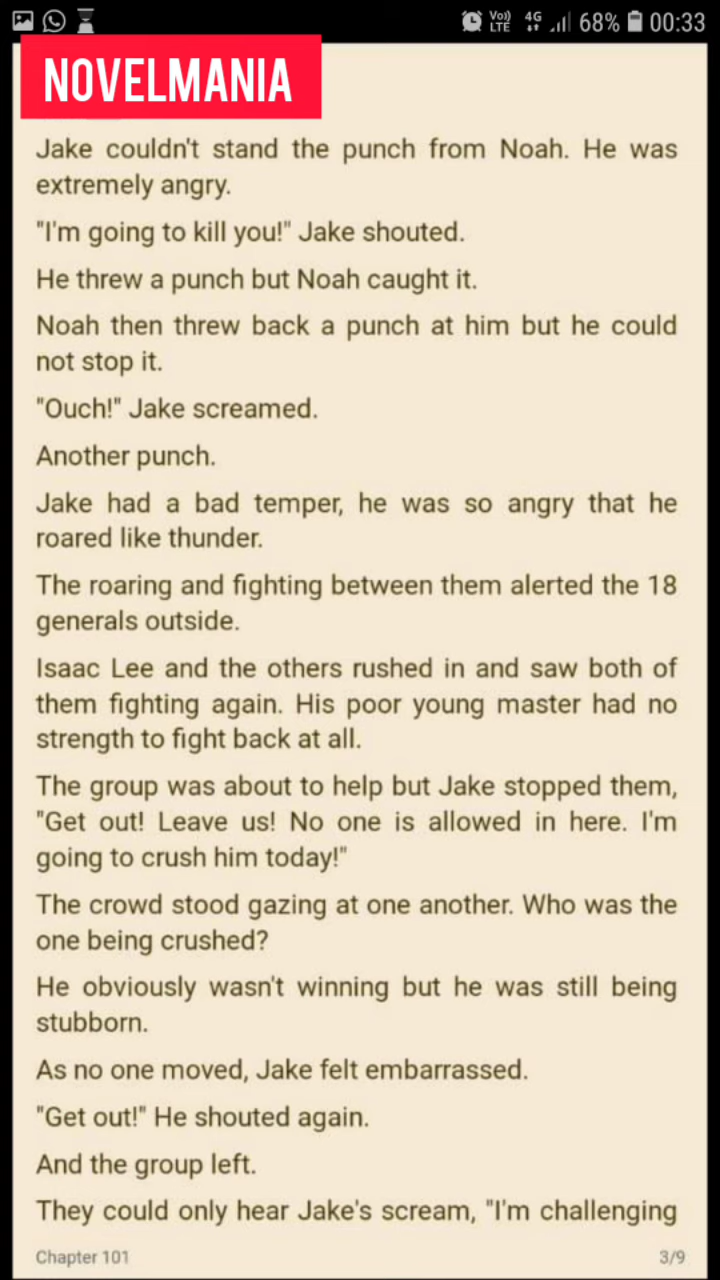 Vo)) 4G 68% 00:33
LTE
NOVELMANIA
Jake couldn't stand the punch from Noah. He was
extremely angry.
"I'm going to kill you!" Jake shouted.
He threw a punch but Noah caught it.
Noah then threw back a punch at him but he could
not stop it.
"Ouch!" Jake screamed.
Another punch.
Jake had a bad temper, he was so angry that he
roared like thunder.
The roaring and fighting between them alerted the 18
generals outside.
Isaac Lee and the others rushed in and saw both of
them fighting again. His poor young master had no
strength to fight back at all.
The group was about to help but Jake stopped them,
"Get out! Leave us! No one is allowed in here. I'm
going to crush him today!"
The crowd stood gazing at one another. Who was the
one being crushed?
He obviously wasn't winning but he was still being
stubborn.
As no one moved, Jake felt embarrassed.
"Get out!" He shouted again.
And the group left.
They could only hear Jake's scream, "I'm challenging
Chapter 101 3/9